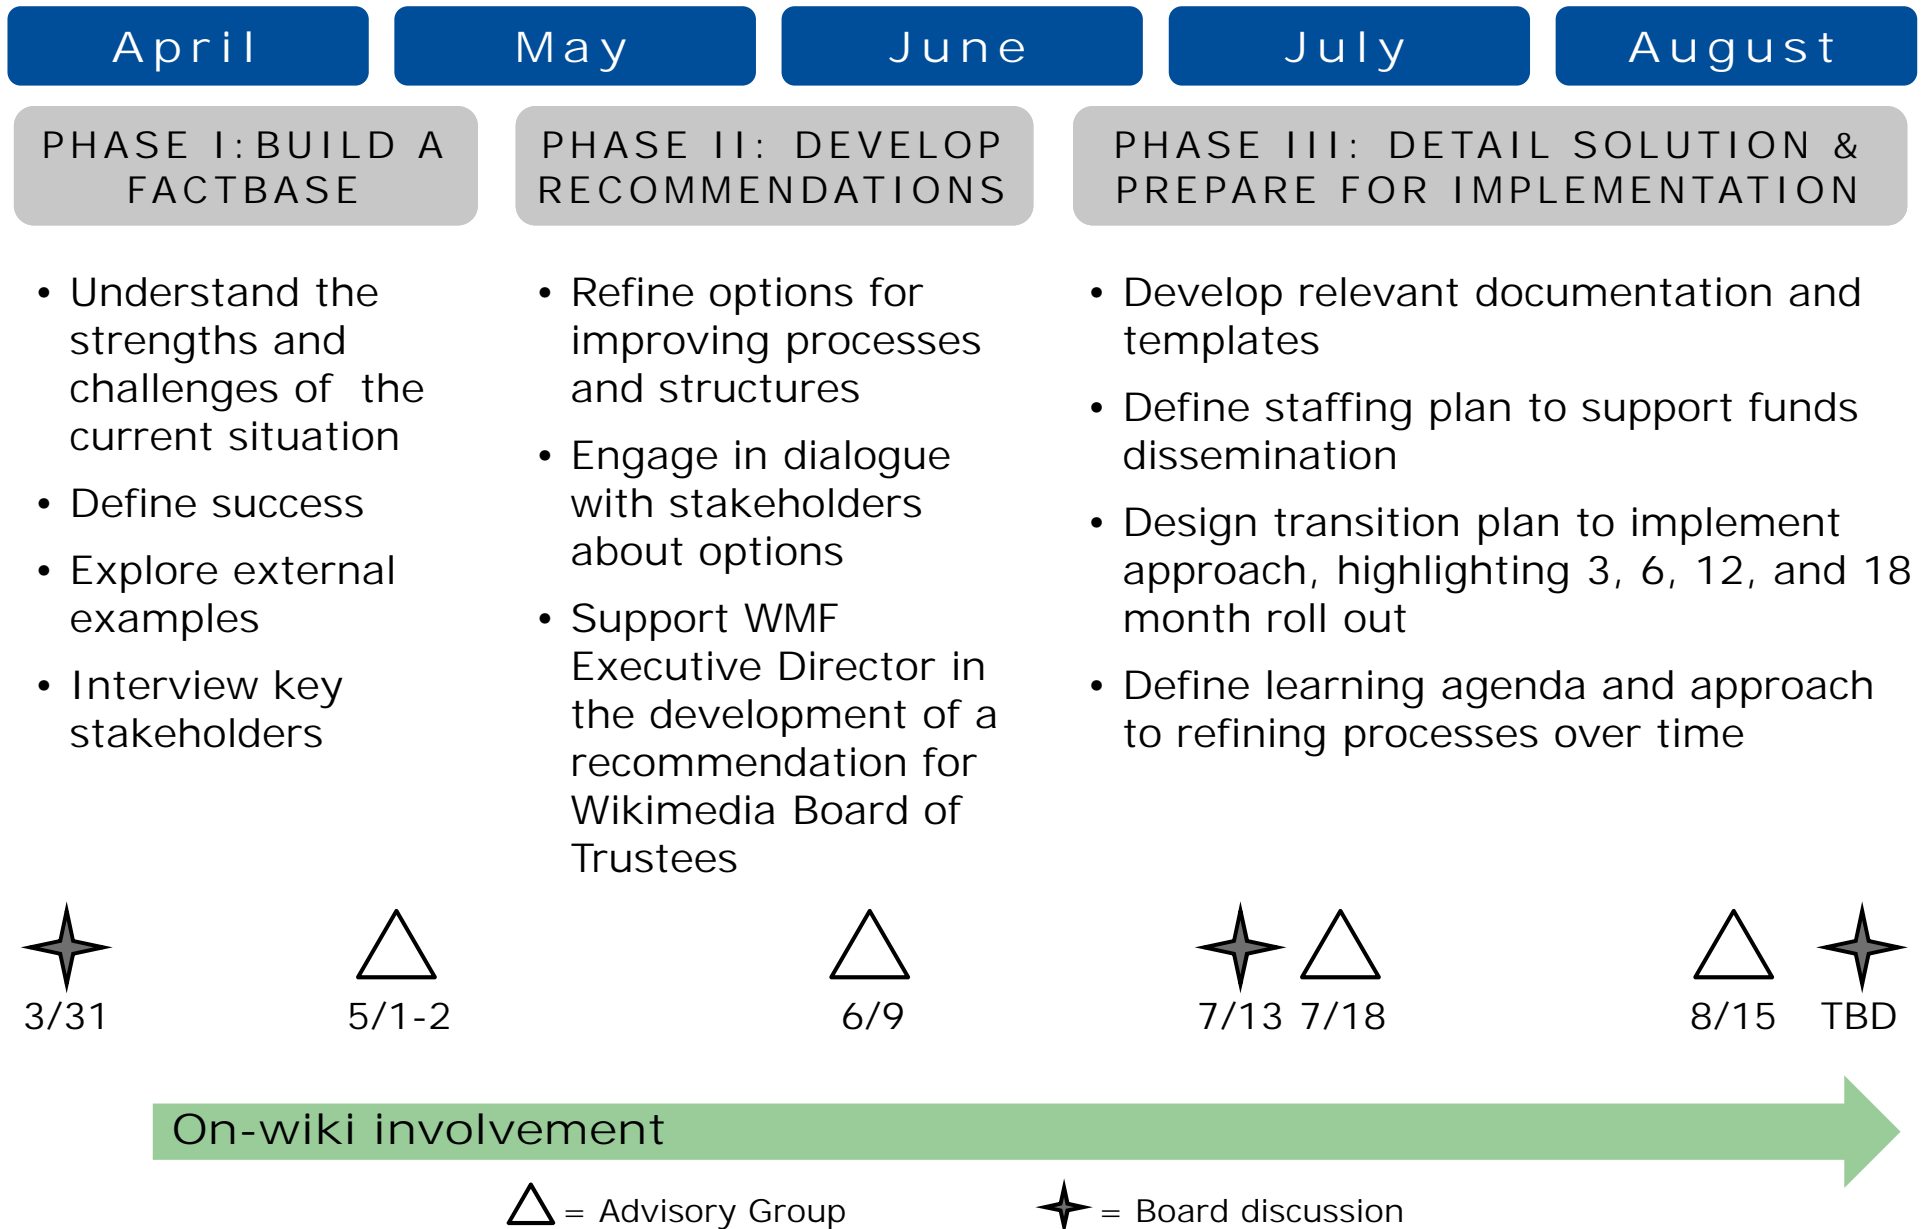 April
May
June
July
August
PHASE I: BUILD A
FACTBASE
PHASE II: DEVELOP
RECOMMENDATIONS
PHASE III: DETAIL SOLUTION &
PREPARE FOR IMPLEMENTATION
• Understand the
strengths and
challenges of the
current situation
• Define success
• Explore external
examples
• Interview key
stakeholders
• Refine options for
improving processes
and structures
• Engage in dialogue
with stakeholders
about options
• Support WMF
Executive Director in
the development of a
recommendation for
Wikimedia Board of
Trustees
• Develop relevant documentation and
templates
• Define staffing plan to support funds
dissemination
• Design transition plan to implement
approach, highlighting 3, 6, 12, and 18
month roll out
• Define learning agenda and approach
to refining processes over time
3/31
5/1-2
6/9
7/13
7/18
8/15
TBD
On-wiki involvement
= Advisory Group
= Board discussion